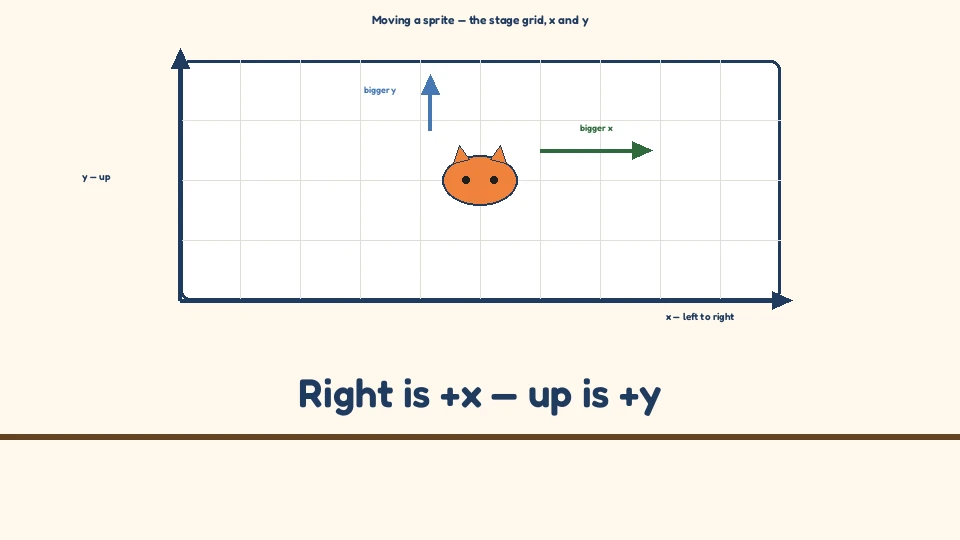 Moving a sprite — the stage grid, x and y
bigger y
bigger x
y — up
x — left to right
Right is +x — up is +y